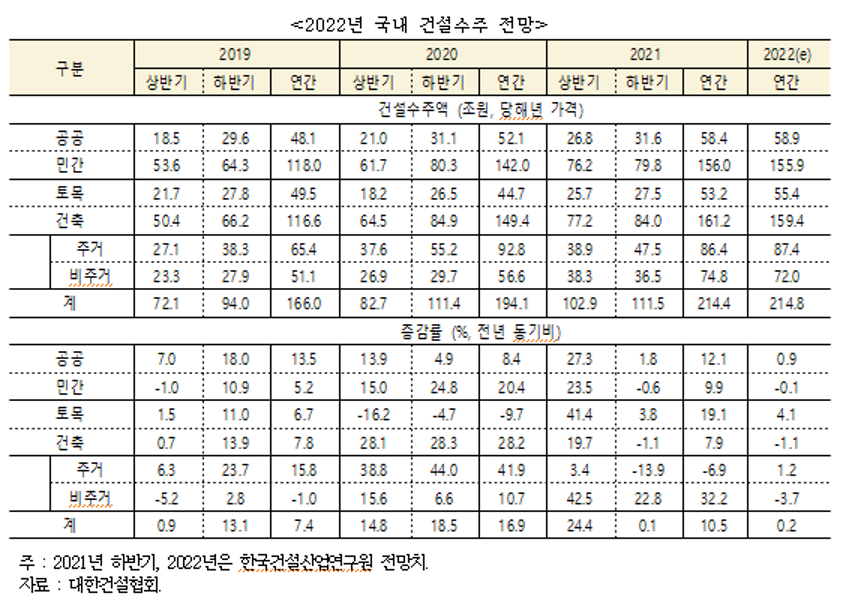 <2022년 국내 건설수주 전망>
구분 2019 2020 2021 2022(e)
상반기 하반기 연간 상반기 하반기 연간 상반기 하반기 연간 연간
건설수주액 (조원, 당해년 가격)
공공 18.5 29.6 48.1 21.0 31.1 52.1 26.8 31.6 58.4 58.9
민간 53.6 64.3 118.0 61.7 80.3 142.0 76.2 79.8 156.0 155.9
토목 21.7 27.8 49.5 18.2 26.5 44.7 25.7 27.5 53.2 55.4
건축 50.4 66.2 116.6 64.5 84.9 149.4 77.2 84.0 161.2 159.4
주거 27.1 38.3 65.4 37.6 55.2 92.8 38.9 47.5 86.4 87.4
비주거 23.3 27.9 51.1 26.9 29.7 56.6 38.3 36.5 74.8 72.0
계 72.1 94.0 166.0 82.7 111.4 194.1 102.9 111.5 214.4 214.8
증감률 (%, 전년 동기비)
공공 7.0 18.0 13.5 13.9 4.9 8.4 27.3 1.8 12.1 0.9
민간 -1.0 10.9 5.2 15.0 24.8 20.4 23.5 -0.6 9.9 -0.1
토목 1.5 11.0 6.7 -16.2 -4.7 -9.7 41.4 3.8 19.1 4.1
건축 0.7 13.9 7.8 28.1 28.3 28.2 19.7 -1.1 7.9 -1.1
주거 6.3 23.7 15.8 38.8 44.0 41.9 3.4 -13.9 -6.9 1.2
비주거 -5.2 2.8 -1.0 15.6 6.6 10.7 42.5 22.8 32.2 -3.7
계 0.9 13.1 7.4 14.8 18.5 16.9 24.4 0.1 10.5 0.2
주 : 2021년 하반기, 2022년은 한국건설산업연구원 전망치.
자료 : 대한건설협회.